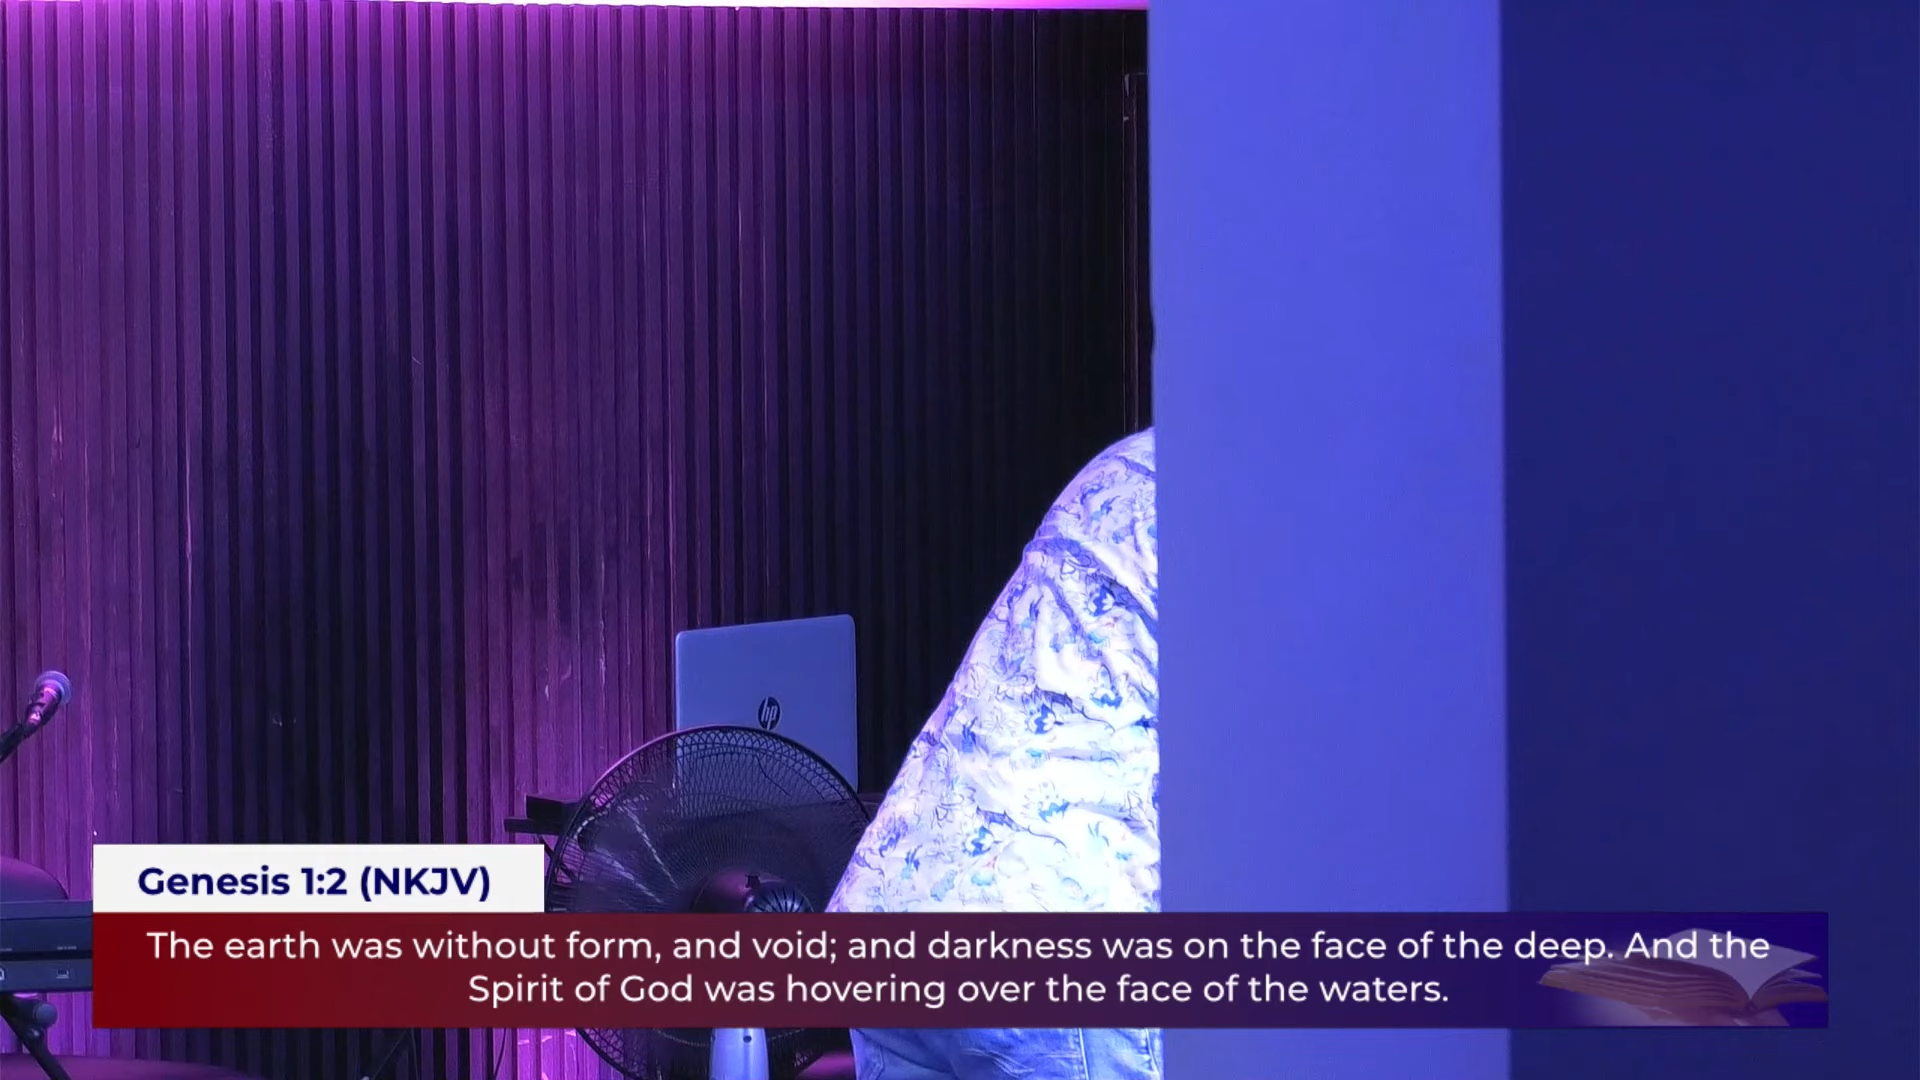 hp
Genesis 1:2 (NKJV)
The earth was without form, and void; and darkness was on the face of the deep. And the
Spirit of God was hovering over the face of the waters.